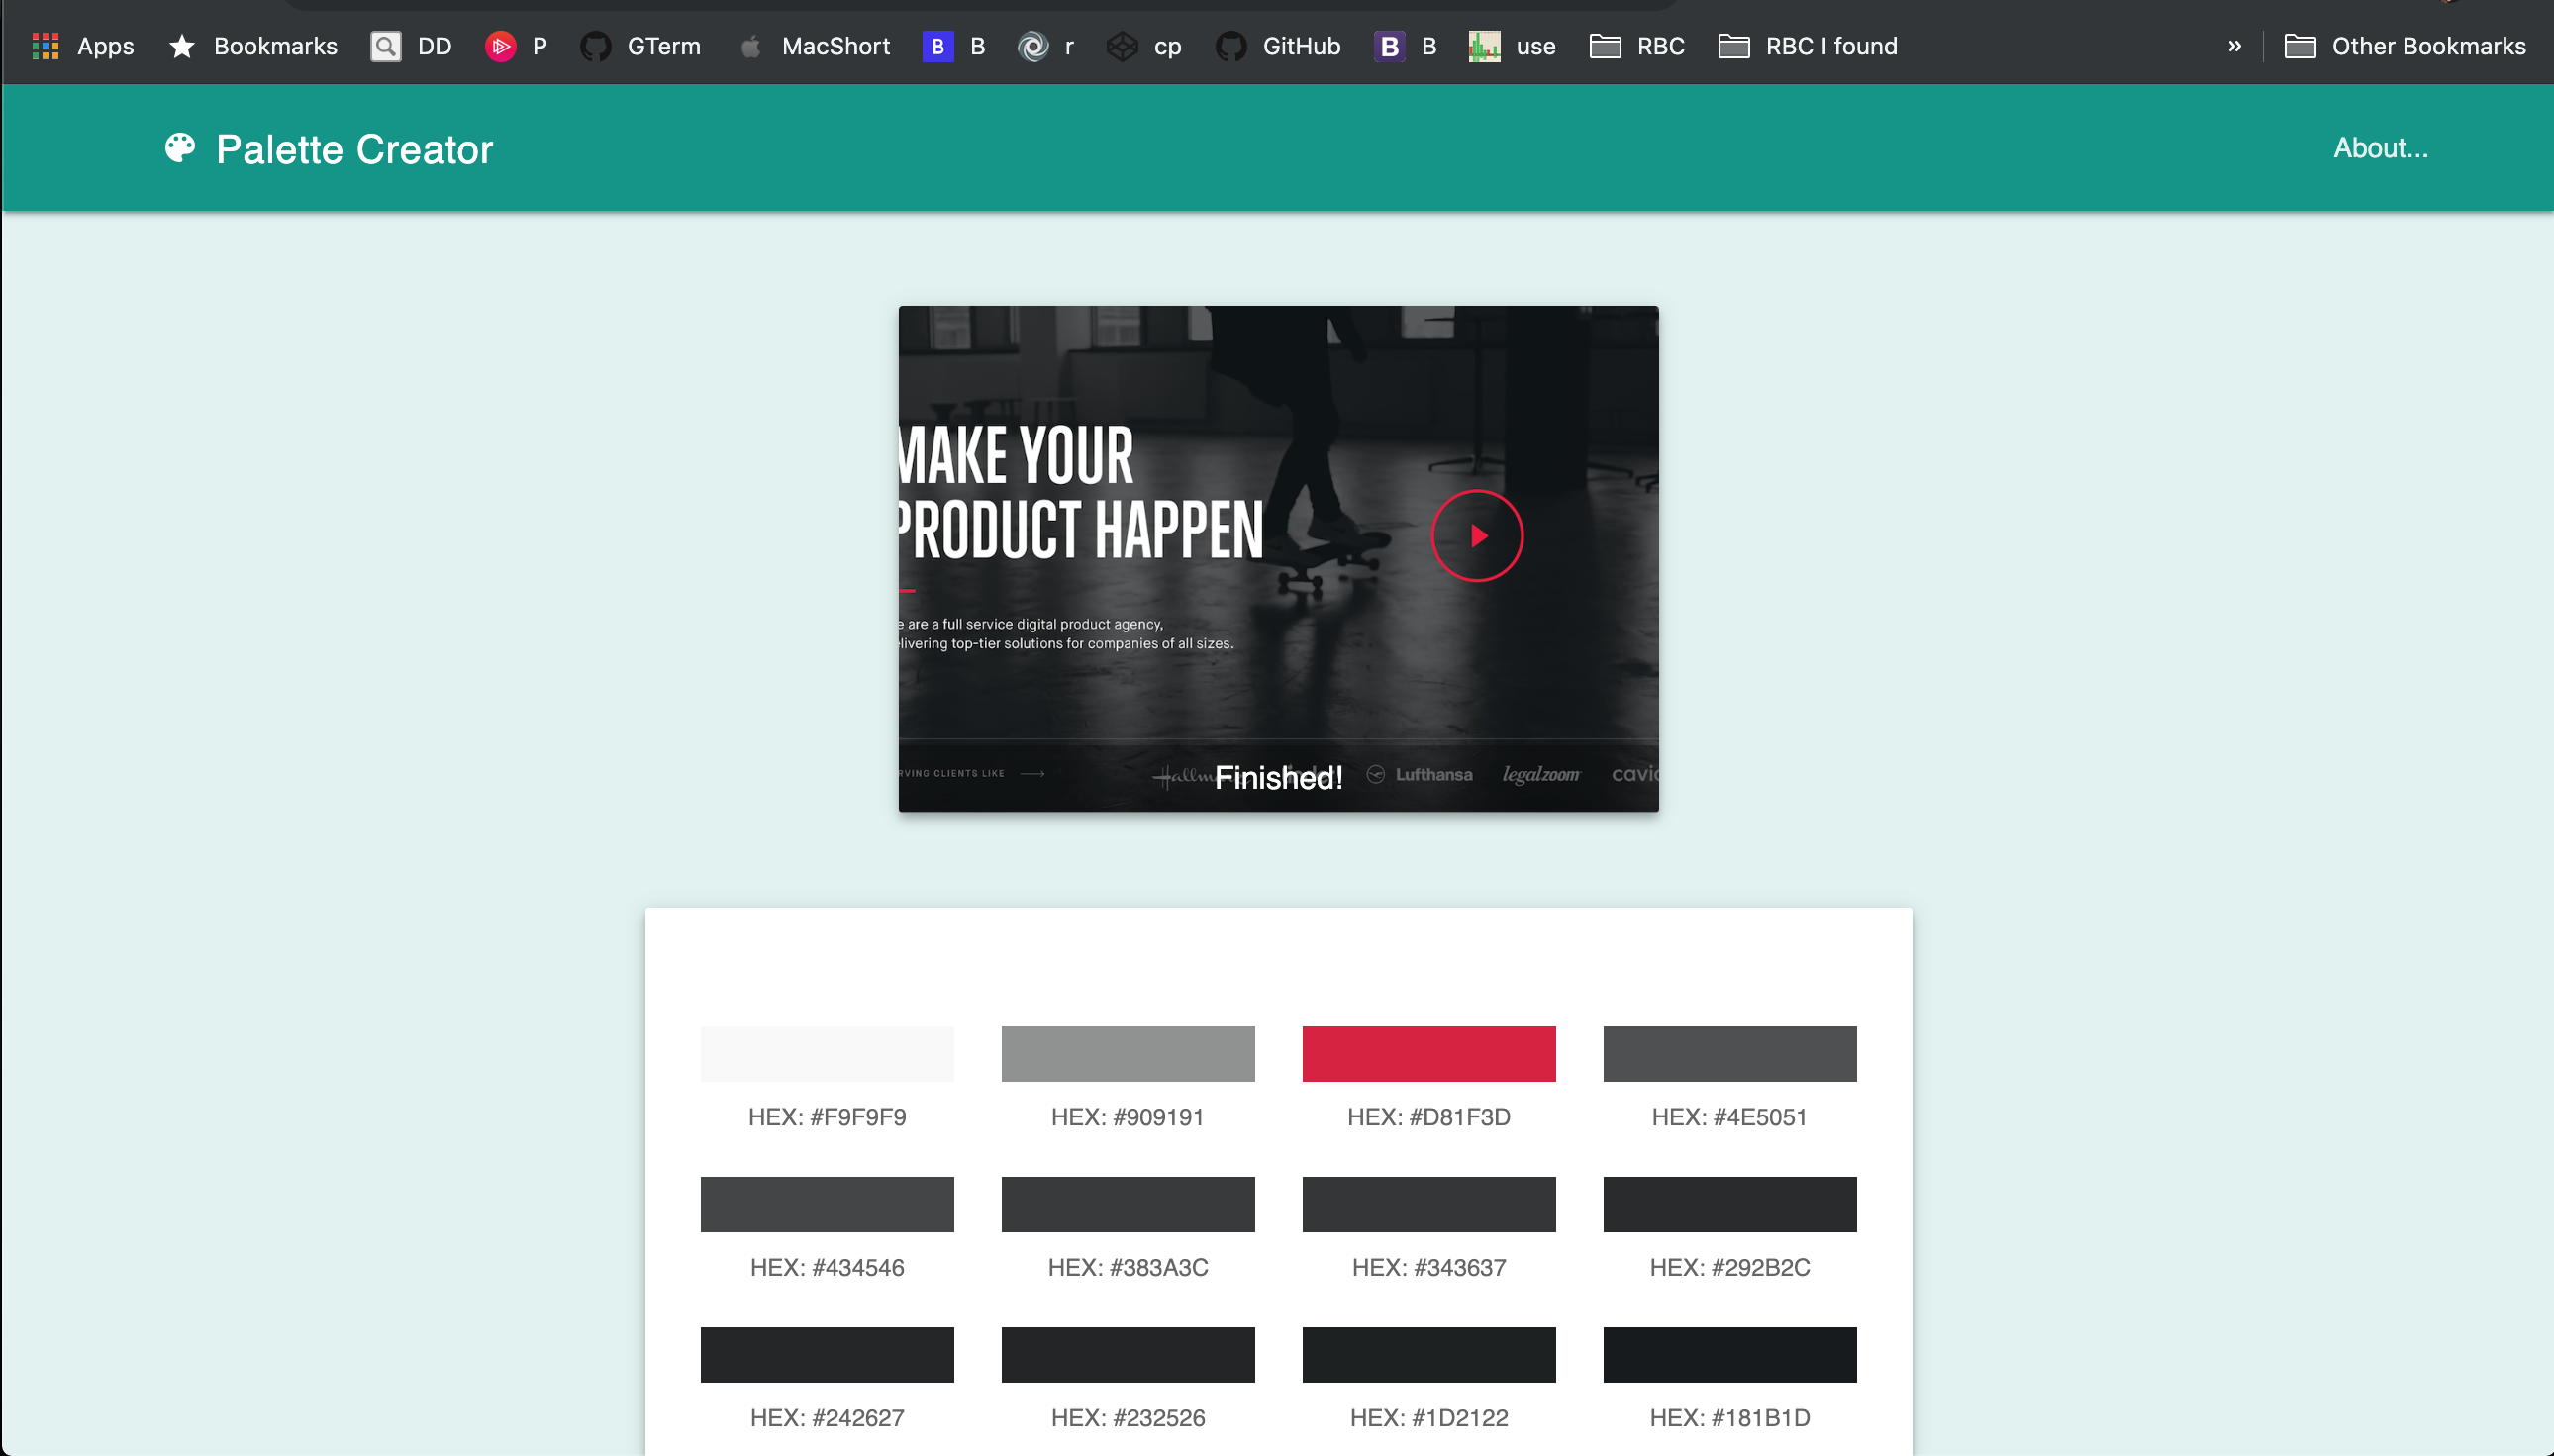 Apps Bookmarks DD P GTerm MacShort B B r cp GitHub B B use RBC RBC I found » Other Bookmarks
Palette Creator About...
MAKE YOUR
PRODUCT HAPPEN
e are a full service digital product agency,
livering top-tier solutions for companies of all sizes.
RVING CLIENTS LIKE Finished! Lufthansa legalzoom
HEX: #F9F9F9 HEX: #909191 HEX: #D81F3D HEX: #4E5051
HEX: #434546 HEX: #383A3C HEX: #343637 HEX: #292B2C
HEX: #242627 HEX: #232526 HEX: #1D2122 HEX: #181B1D